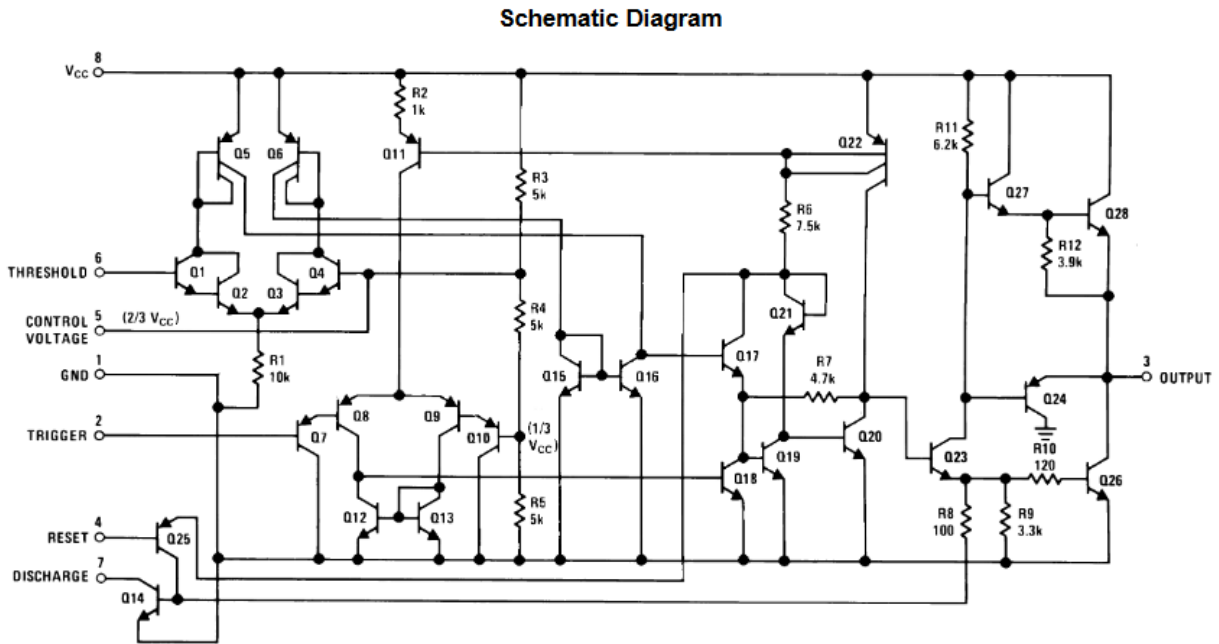 Schematic Diagram
8
VCC
R2
1k
Q5
Q6
Q11
Q22
R11
6.2k
R3
5k
Q27
Q28
R6
7.5k
R12
3.9k
6
THRESHOLD
Q1
Q2
Q3
Q4
5
CONTROL
VOLTAGE
(2/3 VCC)
R4
5k
Q21
1
GND
R1
10k
Q15
Q16
Q17
R7
4.7k
3
OUTPUT
Q24
2
TRIGGER
Q7
Q8
Q9
Q10
(1/3
VCC)
Q18
Q19
Q20
Q23
R10
120
Q26
Q12
Q13
R5
5k
R8
100
R9
3.3k
4
RESET
Q25
7
DISCHARGE
Q14